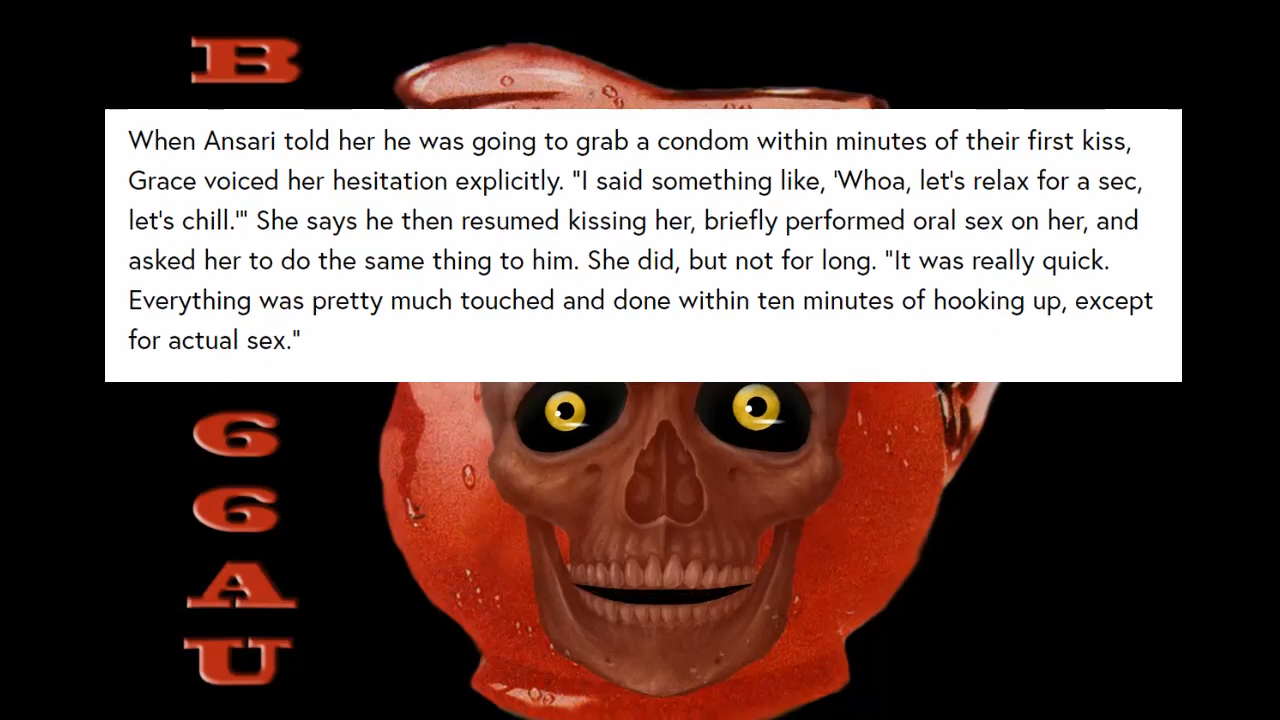 B
When Ansari told her he was going to grab a condom within minutes of their first kiss,
Grace voiced her hesitation explicitly. "I said something like, 'Whoa, let's relax for a sec,
let's chill.'" She says he then resumed kissing her, briefly performed oral sex on her, and
asked her to do the same thing to him. She did, but not for long. "It was really quick.
Everything was pretty much touched and done within ten minutes of hooking up, except
for actual sex."
6
6
A
U